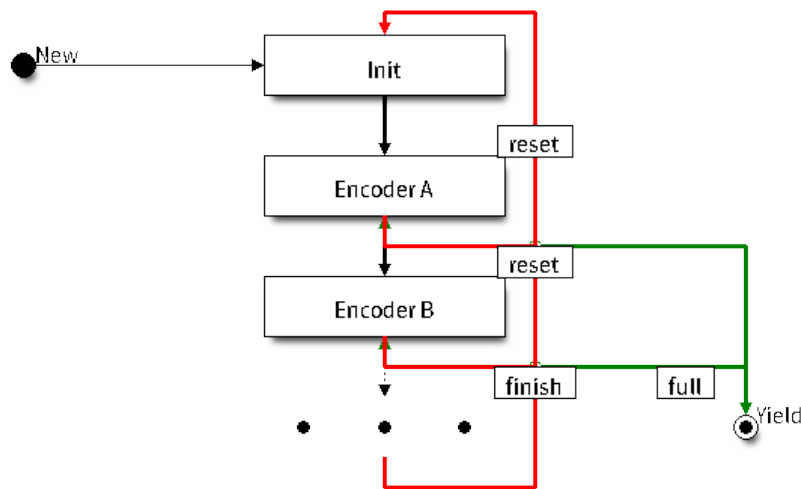 New
Init
reset
Encoder A
reset
Encoder B
finish
full
Yield